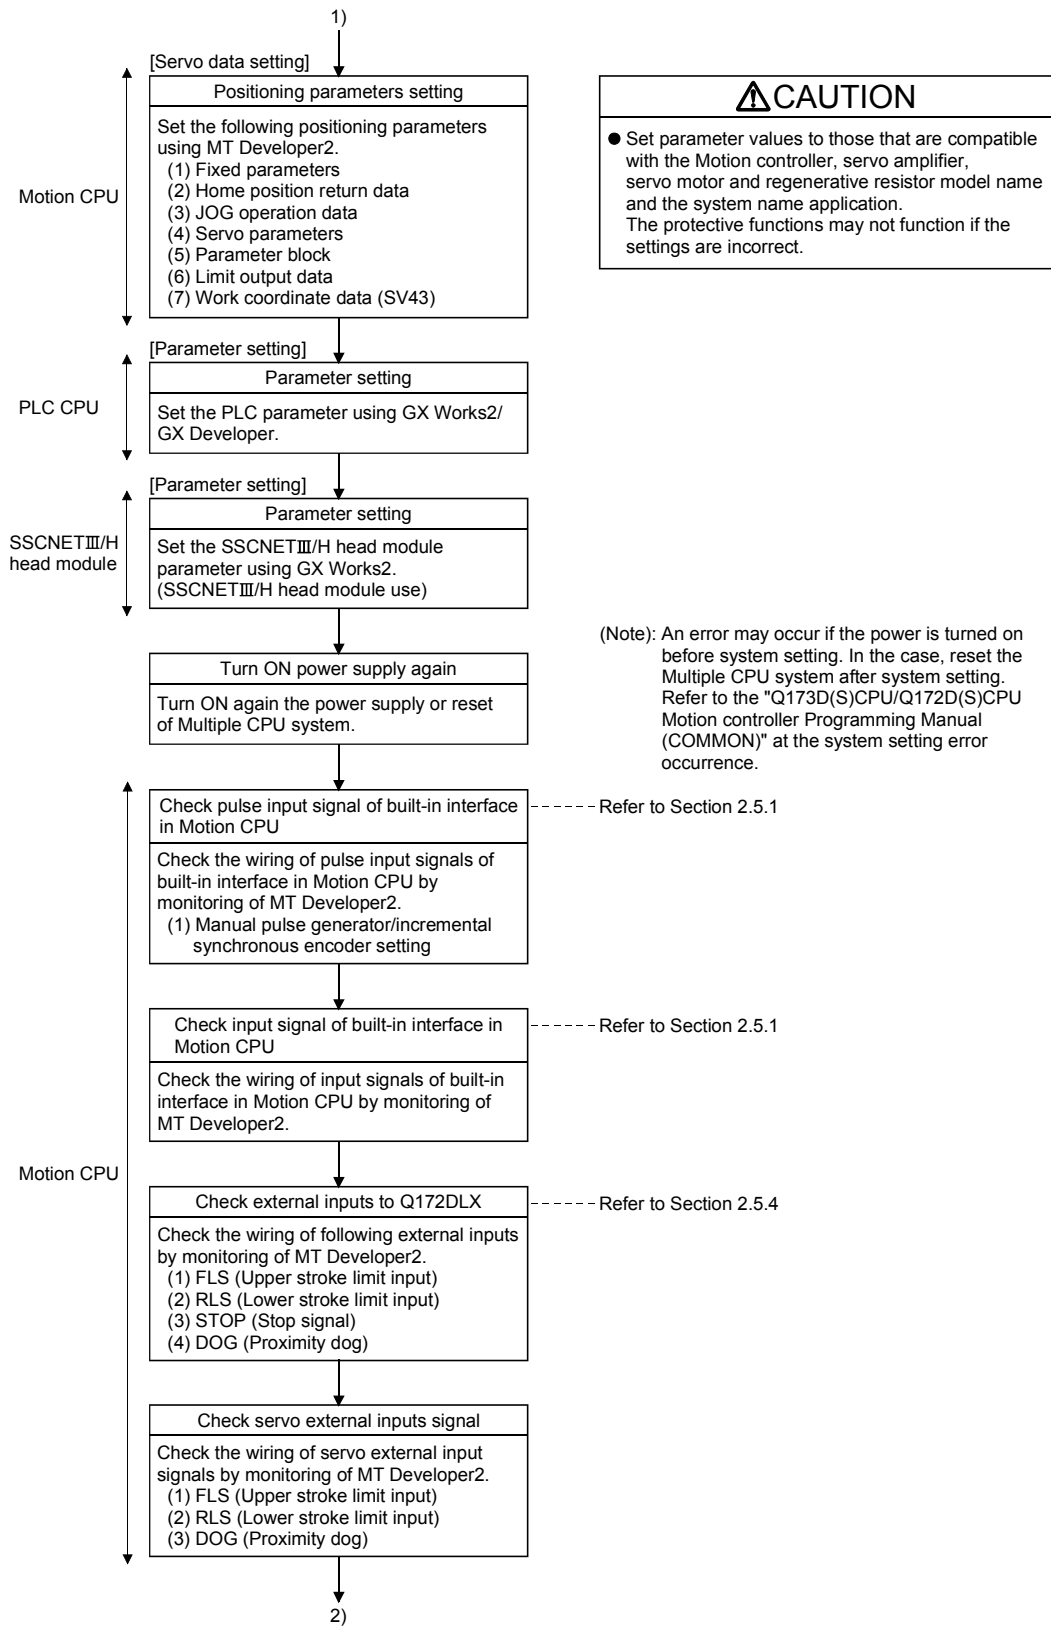 1)
[Servo data setting]
Positioning parameters setting
Set the following positioning parameters
using MT Developer2.
(1) Fixed parameters
(2) Home position return data
(3) JOG operation data
(4) Servo parameters
(5) Parameter block
(6) Limit output data
(7) Work coordinate data (SV43)
Motion CPU
⚠CAUTION
● Set parameter values to those that are compatible
with the Motion controller, servo amplifier,
servo motor and regenerative resistor model name
and the system name application.
The protective functions may not function if the
settings are incorrect.
[Parameter setting]
Parameter setting
PLC CPU
Set the PLC parameter using GX Works2/
GX Developer.
[Parameter setting]
Parameter setting
SSCNETⅢ/H
head module
Set the SSCNETⅢ/H head module
parameter using GX Works2.
(SSCNETⅢ/H head module use)
Turn ON power supply again
Turn ON again the power supply or reset
of Multiple CPU system.
(Note): An error may occur if the power is turned on
before system setting. In the case, reset the
Multiple CPU system after system setting.
Refer to the "Q173D(S)CPU/Q172D(S)CPU
Motion controller Programming Manual
(COMMON)" at the system setting error
occurrence.
Check pulse input signal of built-in interface
in Motion CPU
Refer to Section 2.5.1
Check the wiring of pulse input signals of
built-in interface in Motion CPU by
monitoring of MT Developer2.
(1) Manual pulse generator/incremental
synchronous encoder setting
Check input signal of built-in interface in
Motion CPU
Refer to Section 2.5.1
Check the wiring of input signals of built-in
interface in Motion CPU by monitoring of
MT Developer2.
Motion CPU
Check external inputs to Q172DLX
Refer to Section 2.5.4
Check the wiring of following external inputs
by monitoring of MT Developer2.
(1) FLS (Upper stroke limit input)
(2) RLS (Lower stroke limit input)
(3) STOP (Stop signal)
(4) DOG (Proximity dog)
Check servo external inputs signal
Check the wiring of servo external input
signals by monitoring of MT Developer2.
(1) FLS (Upper stroke limit input)
(2) RLS (Lower stroke limit input)
(3) DOG (Proximity dog)
2)